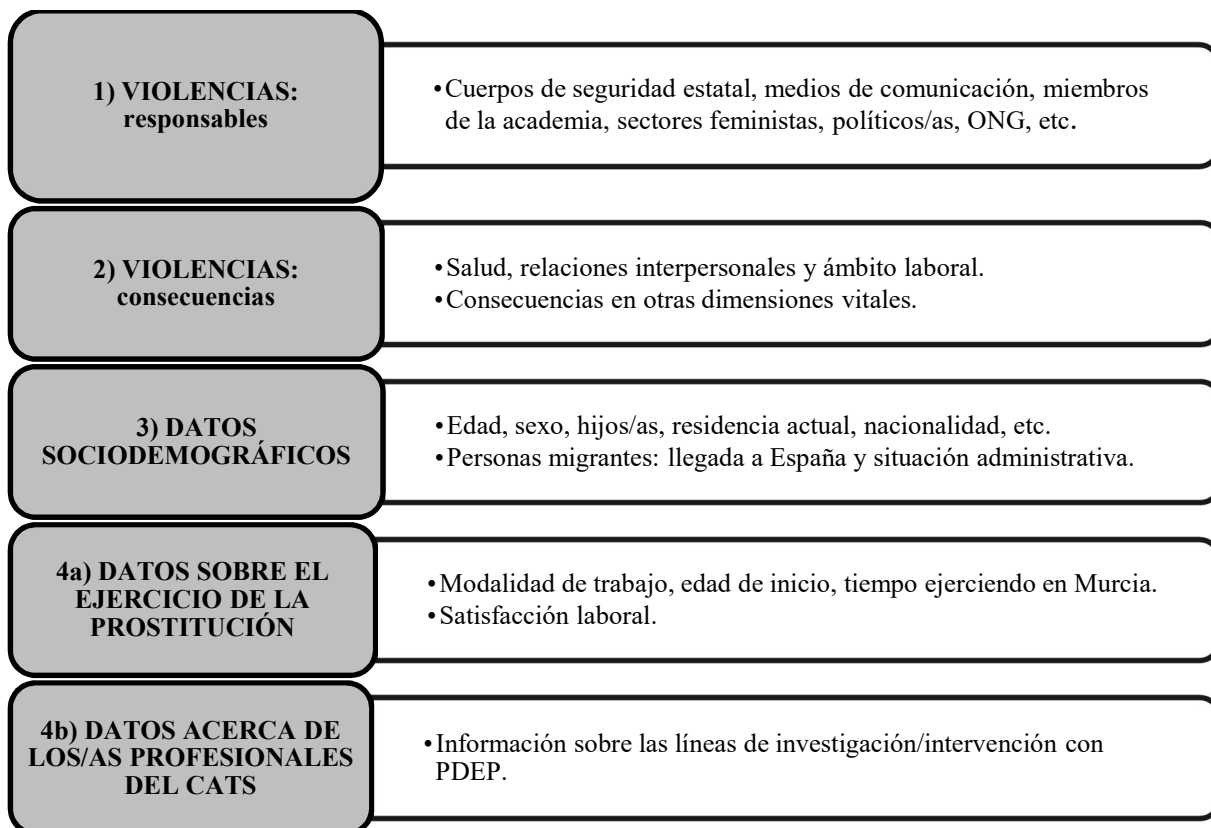 1) VIOLENCIAS:
responsables
•Cuerpos de seguridad estatal, medios de comunicación, miembros
de la academia, sectores feministas, políticos/as, ONG, etc.
2) VIOLENCIAS:
consecuencias
•Salud, relaciones interpersonales y ámbito laboral.
•Consecuencias en otras dimensiones vitales.
3) DATOS
SOCIODEMOGRÁFICOS
•Edad, sexo, hijos/as, residencia actual, nacionalidad, etc.
•Personas migrantes: llegada a España y situación administrativa.
4a) DATOS SOBRE EL
EJERCICIO DE LA
PROSTITUCIÓN
•Modalidad de trabajo, edad de inicio, tiempo ejerciendo en Murcia.
•Satisfacción laboral.
4b) DATOS ACERCA DE
LOS/AS PROFESIONALES
DEL CATS
•Información sobre las líneas de investigación/intervención con
PDEP.